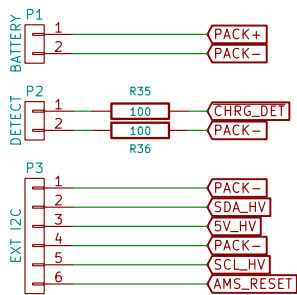 P1
BATTERY
1 PACK+
2 PACK-
P2
DETECT
R35
1 100 CHRG_DET
2 100 PACK-
R36
P3
EXT I2C
1 PACK-
2 SDA_HV
3 5V_HV
4 PACK-
5 SCL_HV
6 AMS_RESET